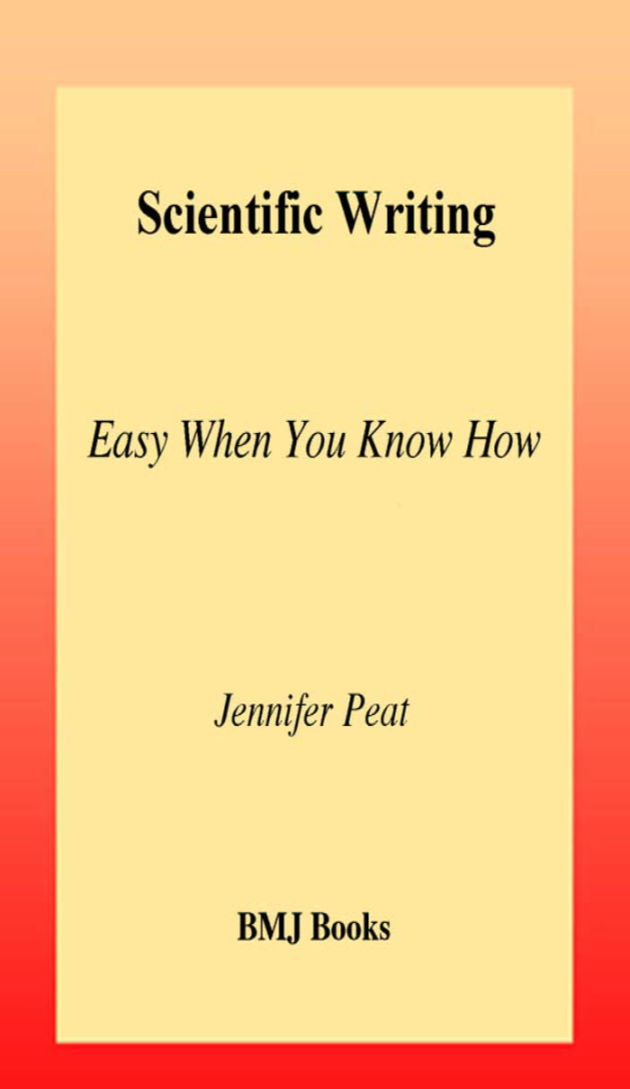 Scientific Writing
Easy When You Know How
Jennifer Peat
BMJ Books